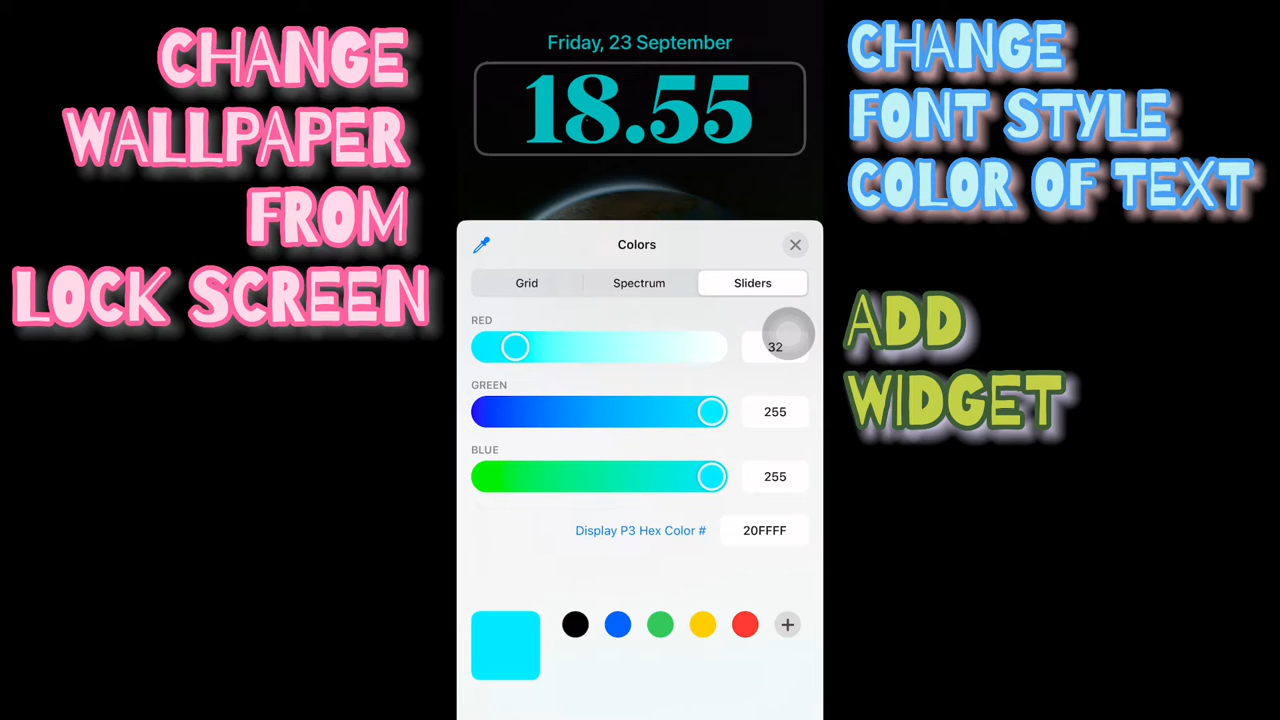 CHANGE
WALLPAPER
FROM
LOCK SCREEN
Friday, 23 September
18.55
Colors
Grid
Spectrum
Sliders
RED
32
GREEN
255
BLUE
255
Display P3 Hex Color #
20FFFF
CHANGE
FONT STYLE
COLOR OF TEXT
ADD
WIDGET